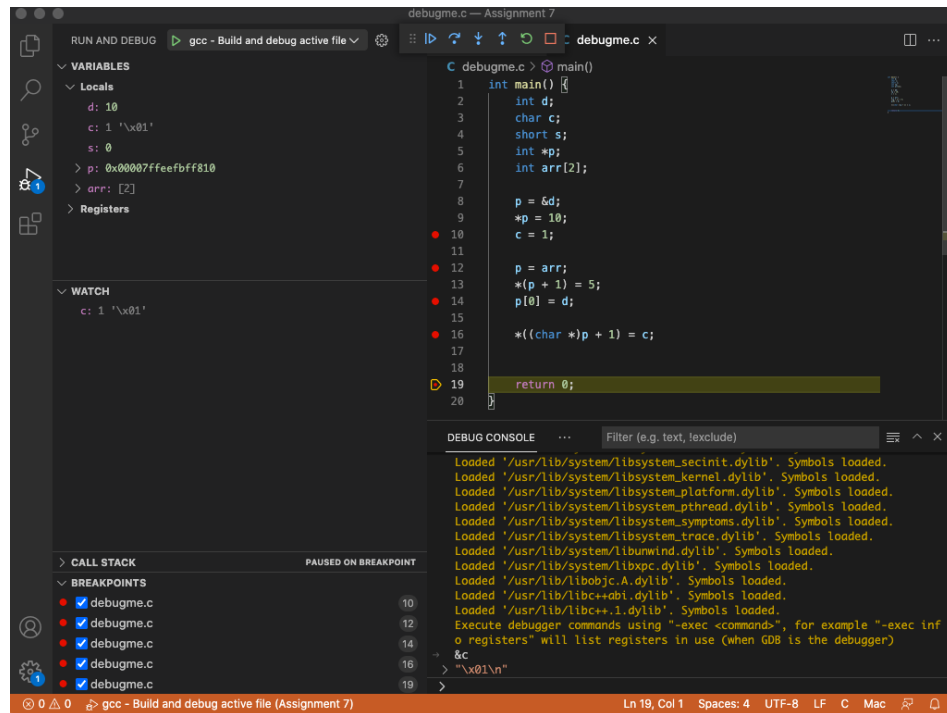 debugme.c — Assignment 7
RUN AND DEBUG gcc - Build and debug active file
debugme.c
VARIABLES
Locals
d: 10
c: 1 '\x01'
s: 0
p: 0x00007ffeefbff810
arr: [2]
Registers
WATCH
c: 1 '\x01'
CALL STACK PAUSED ON BREAKPOINT
BREAKPOINTS
debugme.c 10
debugme.c 12
debugme.c 14
debugme.c 16
debugme.c 19
1
1
C debugme.c > main()
1 int main() {
2 int d;
3 char c;
4 short s;
5 int *p;
6 int arr[2];
7
8 p = &d;
9 *p = 10;
10 c = 1;
11
12 p = arr;
13 *(p + 1) = 5;
14 p[0] = d;
15
16 *((char *)p + 1) = c;
17
18
19 return 0;
20 }
DEBUG CONSOLE ... Filter (e.g. text, !exclude)
Loaded '/usr/lib/system/libsystem_secinit.dylib'. Symbols loaded.
Loaded '/usr/lib/system/libsystem_kernel.dylib'. Symbols loaded.
Loaded '/usr/lib/system/libsystem_platform.dylib'. Symbols loaded.
Loaded '/usr/lib/system/libsystem_pthread.dylib'. Symbols loaded.
Loaded '/usr/lib/system/libsystem_symptoms.dylib'. Symbols loaded.
Loaded '/usr/lib/system/libsystem_trace.dylib'. Symbols loaded.
Loaded '/usr/lib/system/libunwind.dylib'. Symbols loaded.
Loaded '/usr/lib/system/libxpc.dylib'. Symbols loaded.
Loaded '/usr/lib/libobjc.A.dylib'. Symbols loaded.
Loaded '/usr/lib/libc++abi.dylib'. Symbols loaded.
Loaded '/usr/lib/libc++.1.dylib'. Symbols loaded.
Execute debugger commands using "-exec <command>", for example "-exec inf
o registers" will list registers in use (when GDB is the debugger)
&c
"\x01\n"
0 0 gcc - Build and debug active file (Assignment 7) Ln 19, Col 1 Spaces: 4 UTF-8 LF C Mac